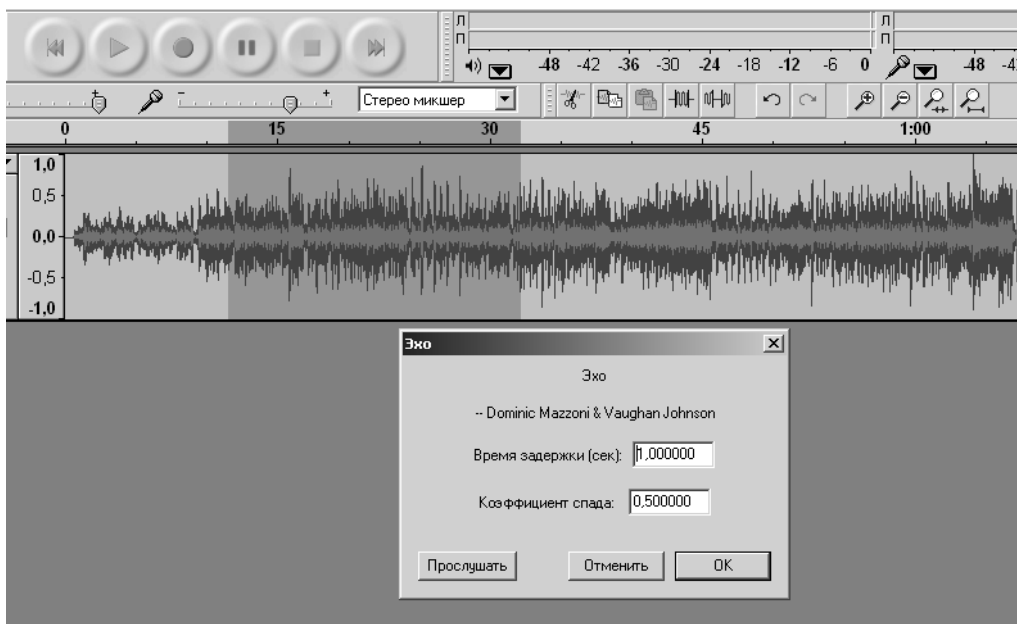 Л
П
-48 -42 -36 -30 -24 -18 -12 -6 0
Л
П
-48
Стерео микшер
0 15 30 45 1:00
1,0
0,5
0,0
-0,5
-1,0
Эхо
Эхо
-- Dominic Mazzoni & Vaughan Johnson
Время задержки (сек): 1,000000
Коэффициент спада: 0,500000
Прослушать Отменить OK